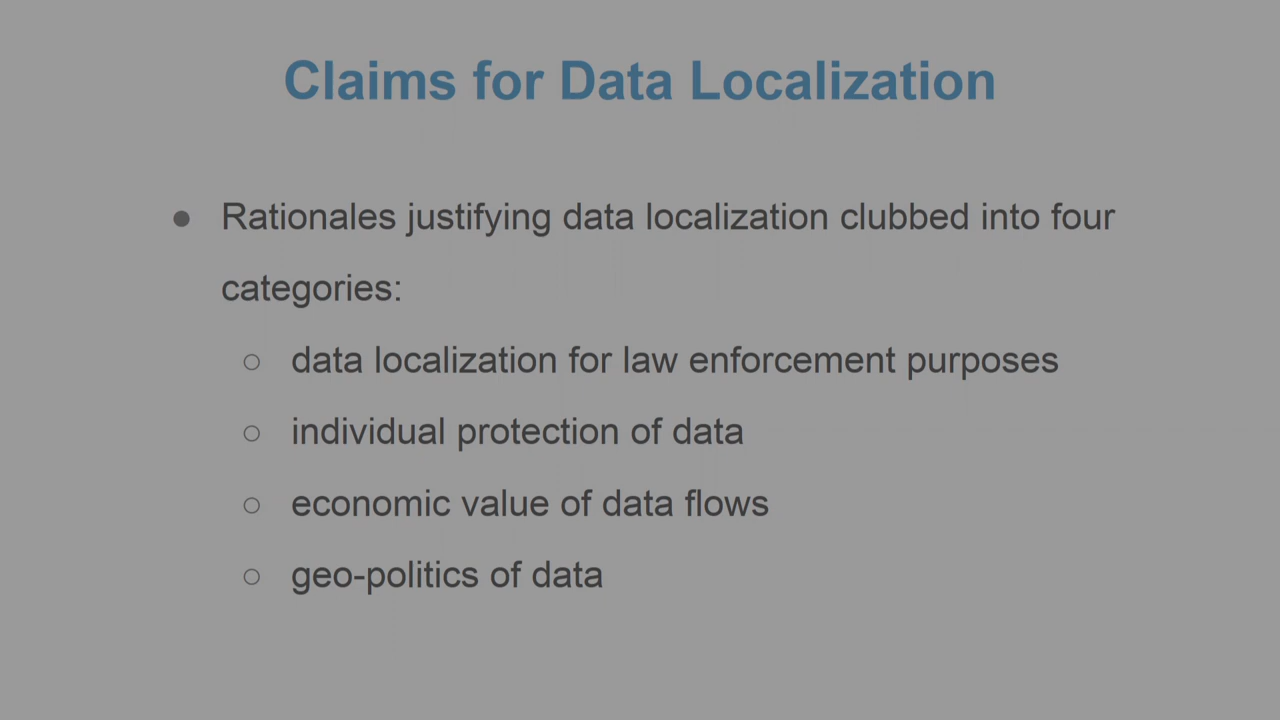 Claims for Data Localization
● Rationales justifying data localization clubbed into four
categories:
○ data localization for law enforcement purposes
○ individual protection of data
○ economic value of data flows
○ geo-politics of data